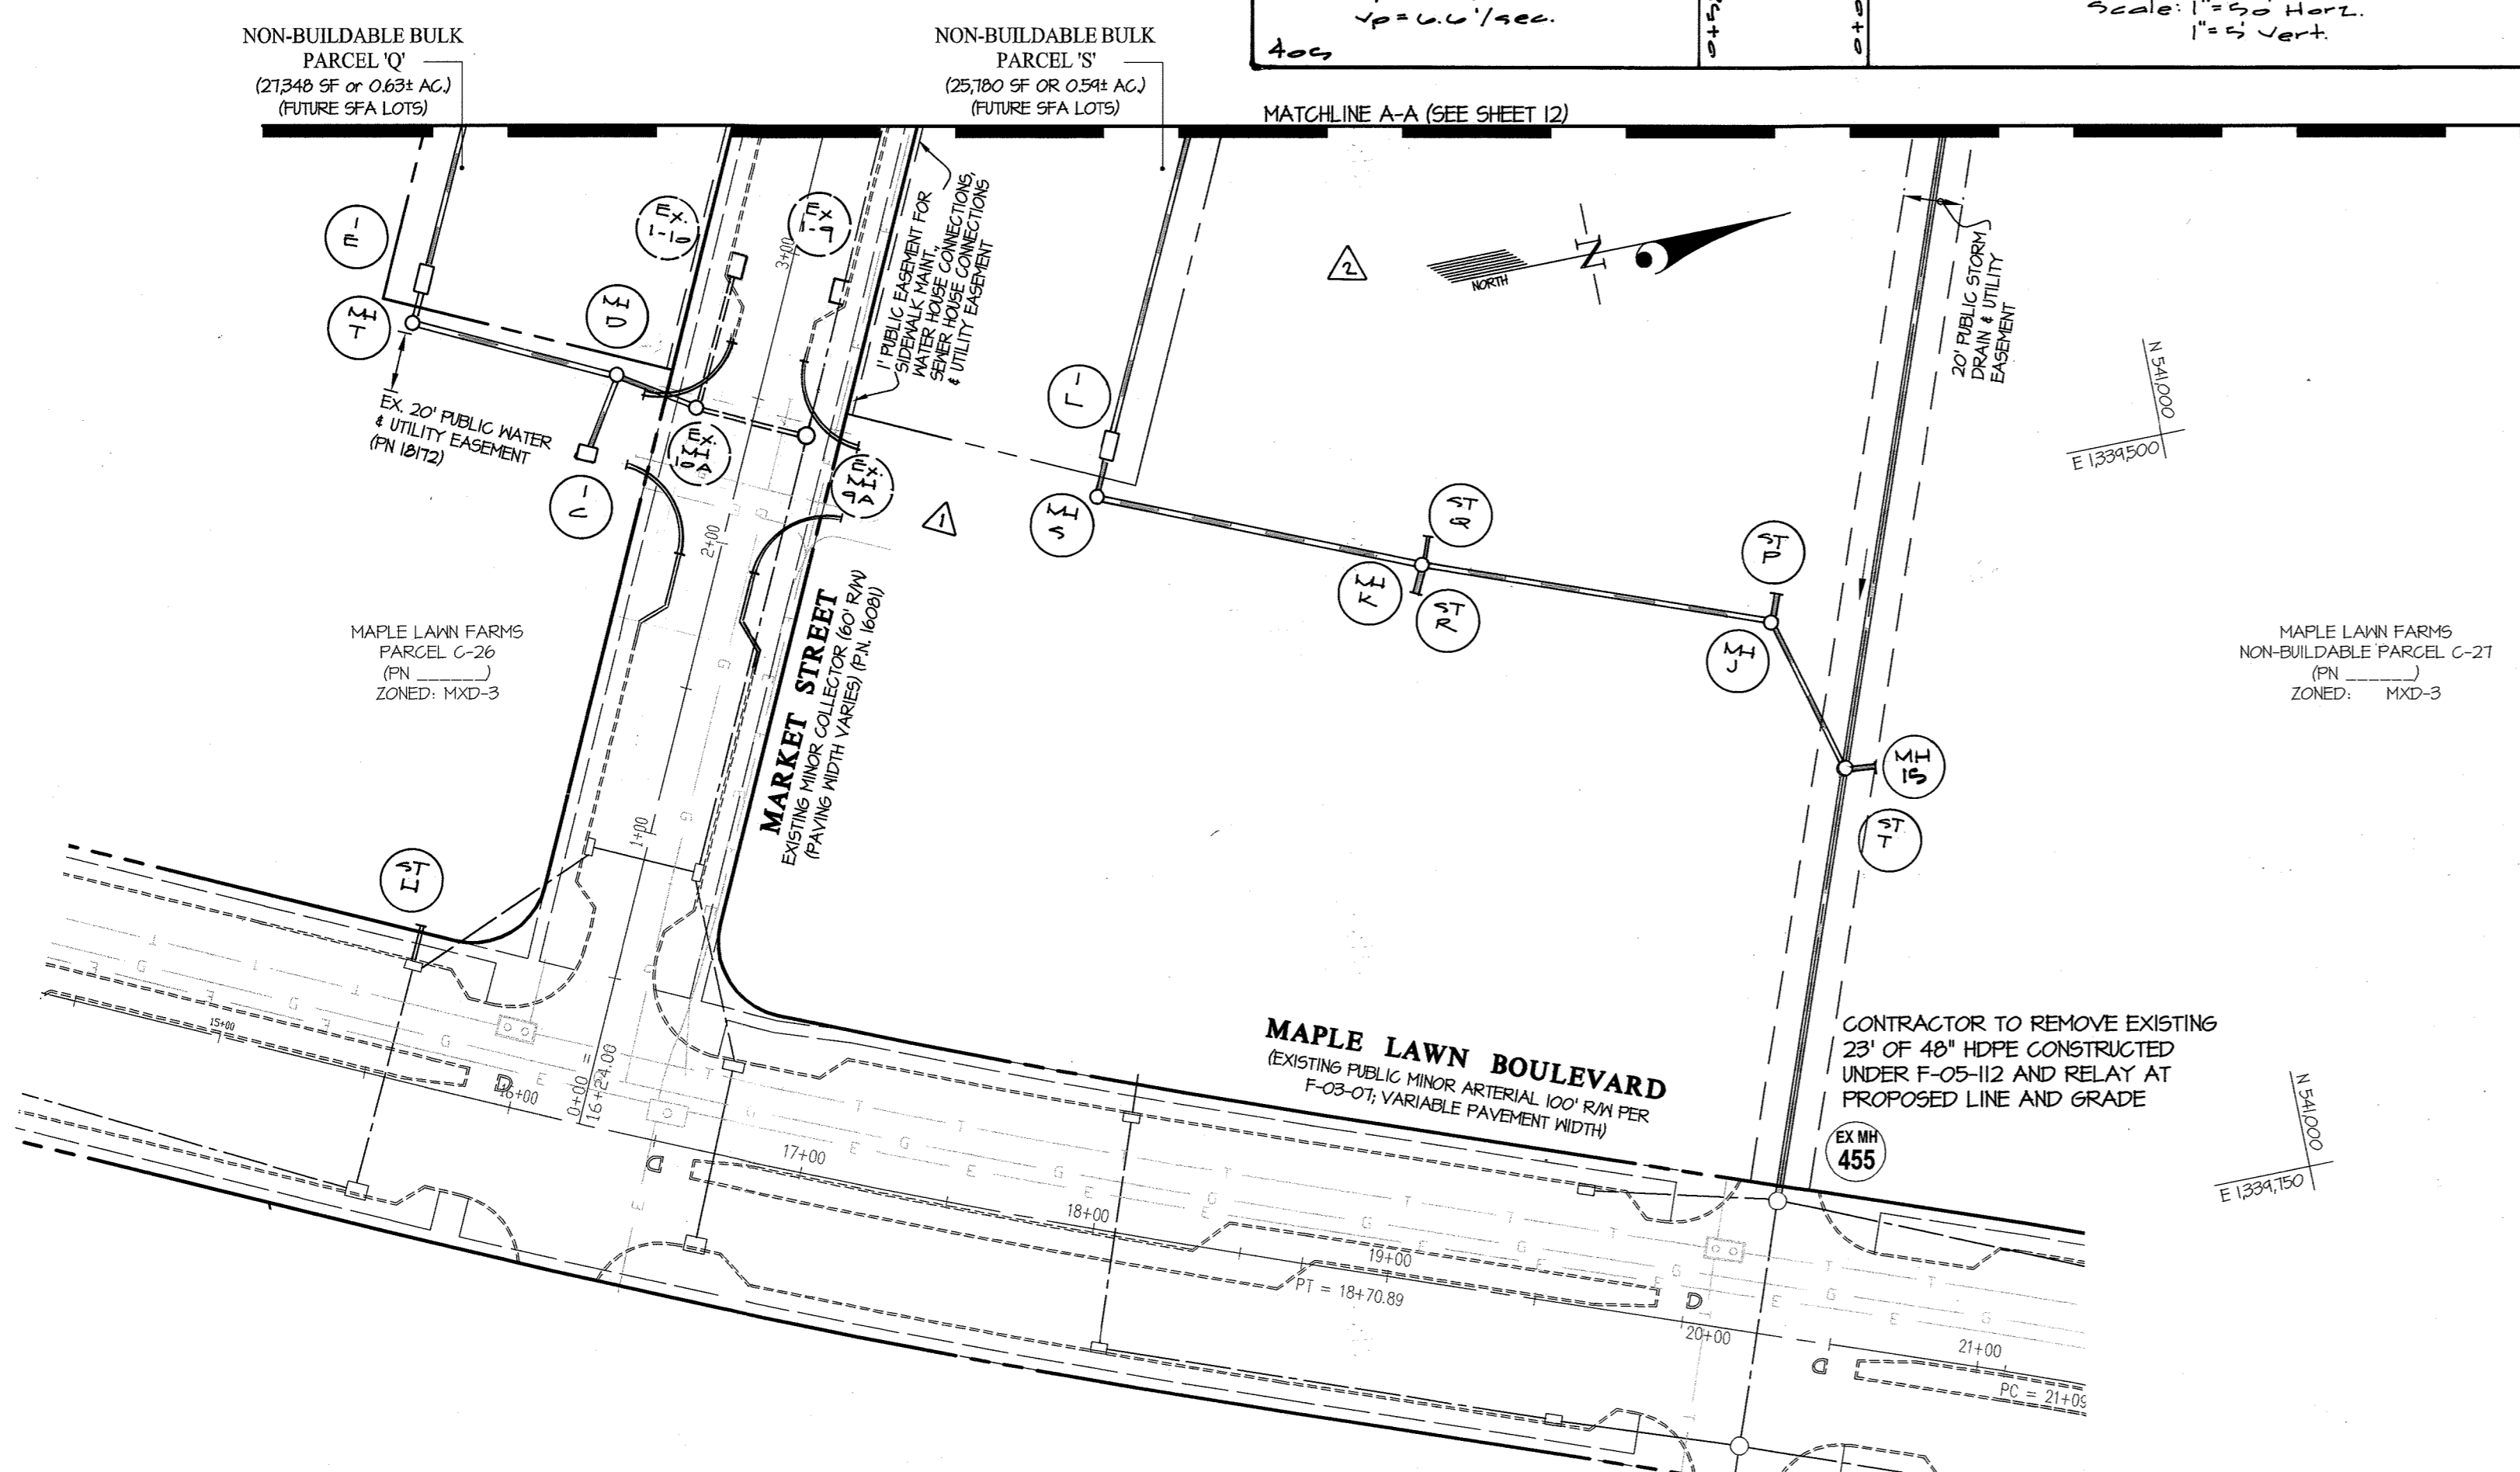 Vp=6.6'/sec.
405
0+5
0+0
Scale: 1"=50' Horz.
1"=5' Vert.
NON-BUILDABLE BULK
PARCEL 'Q'
(27,348 SF or 0.63± AC.)
(FUTURE SFA LOTS)
NON-BUILDABLE BULK
PARCEL 'S'
(25,780 SF OR 0.59± AC.)
(FUTURE SFA LOTS)
MATCHLINE A-A (SEE SHEET 12)
I
E
Ex.
I-10
Ex
I-9
3+00
1' PUBLIC EASEMENT FOR
SIDEWALK MAINT.,
WATER HOUSE CONNECTIONS,
SEWER HOUSE CONNECTIONS
& UTILITY EASEMENT
2
NORTH
N
20' PUBLIC STORM
DRAIN & UTILITY
EASEMENT
MH
T
MH
D
N 541,000
E 1,339,500
I
L
EX. 20' PUBLIC WATER
& UTILITY EASEMENT
(PN 18172)
Ex.
MH
10A
Ex.
MH
9A
I
C
1
2+00
MH
S
ST
Q
MH
K
ST
R
ST
P
MH
J
MAPLE LAWN FARMS
PARCEL C-26
(PN ______)
ZONED: MXD-3
MARKET STREET
EXISTING MINOR COLLECTOR (60' R/W)
(PAVING WIDTH VARIES) (P.N. 16081)
MAPLE LAWN FARMS
NON-BUILDABLE PARCEL C-27
(PN ______)
ZONED: MXD-3
MH
15
ST
T
1+00
ST
MAPLE LAWN BOULEVARD
(EXISTING PUBLIC MINOR ARTERIAL 100' R/W PER
F-03-07; VARIABLE PAVEMENT WIDTH)
CONTRACTOR TO REMOVE EXISTING
23' OF 48" HDPE CONSTRUCTED
UNDER F-05-112 AND RELAY AT
PROPOSED LINE AND GRADE
EX MH
455
N 541,000
E 1,339,750
15+00
16+00
0+00 =
16+24.00
17+00
18+00
19+00
PT = 18+70.89
20+00
21+00
PC = 21+09